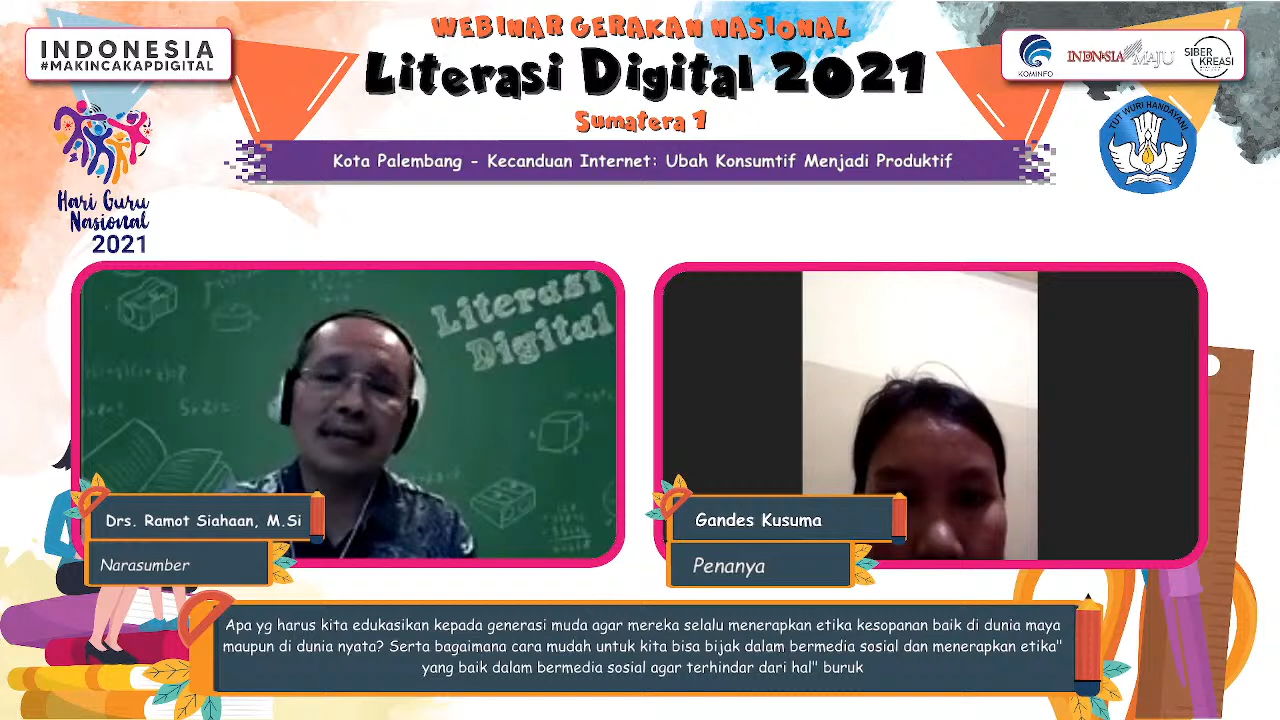 INDONESIA
#MAKINCAKAPDIGITAL
WEBINAR GERAKAN NASIONAL
Literasi Digital 2021
Sumatera 1
KOMINFO
INDONESIA MAJU
SIBER
KREASI
Kota Palembang - Kecanduan Internet: Ubah Konsumtif Menjadi Produktif
Hari Guru
Nasional
2021
TUT WURI HANDAYANI
Literasi
Digital
Drs. Ramot Siahaan, M.Si
Narasumber
Gandes Kusuma
Penanya
Apa yg harus kita edukasikan kepada generasi muda agar mereka selalu menerapkan etika kesopanan baik di dunia maya
maupun di dunia nyata? Serta bagaimana cara mudah untuk kita bisa bijak dalam bermedia sosial dan menerapkan etika"
yang baik dalam bermedia sosial agar terhindar dari hal" buruk